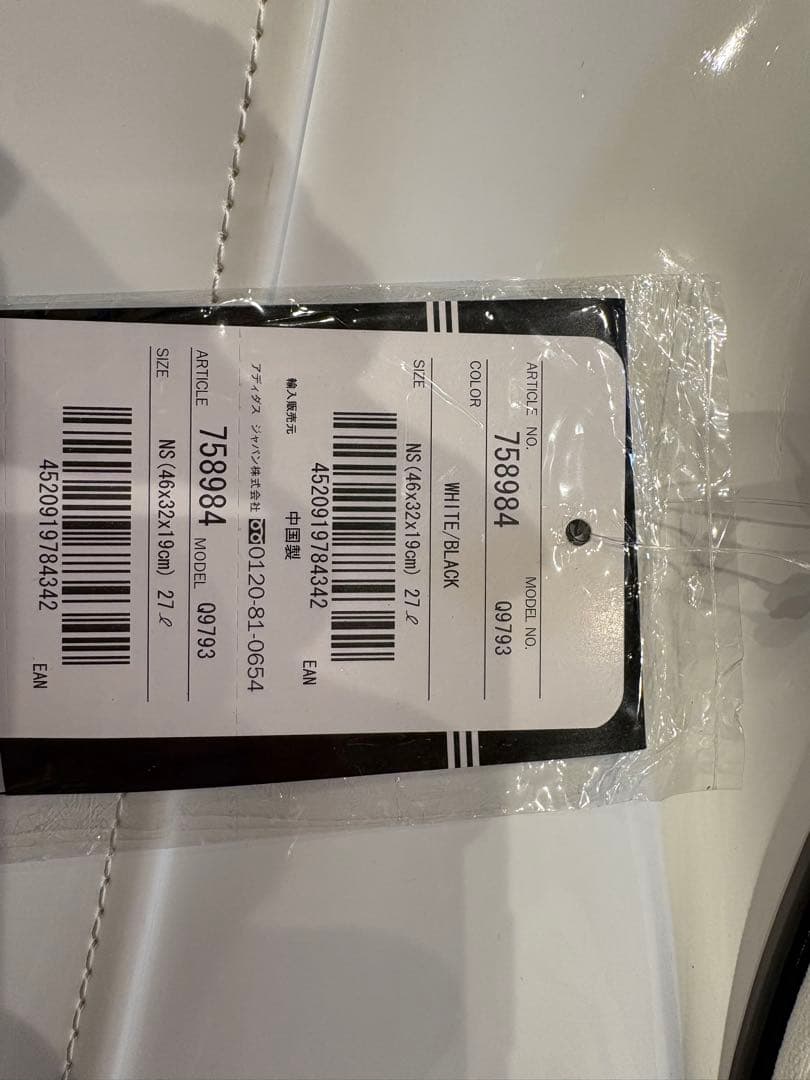 ARTICLE NO. MODEL NO.
758984 Q9793
COLOR
WHITE/BLACK
SIZE
NS(46x32x19cm) 27ℓ
4520919784342 EAN
輸入販売元 中国製
アディダス ジャパン株式会社 0120-81-0654
ARTICLE 758984 MODEL Q9793
SIZE NS(46x32x19cm) 27ℓ
4520919784342 EAN